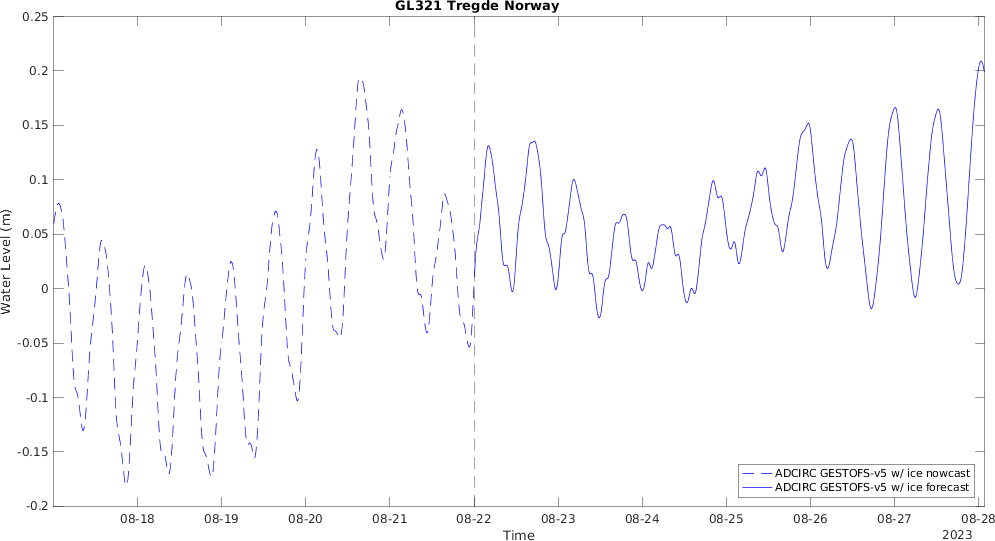 GL321 Tregde Norway
0.25
0.2
0.15
0.1
0.05
0
-0.05
-0.1
-0.15
-0.2
Water Level (m)
ADCIRC GESTOFS-v5 w/ ice nowcast
ADCIRC GESTOFS-v5 w/ ice forecast
08-18 08-19 08-20 08-21 08-22 08-23 08-24 08-25 08-26 08-27 08-28
Time
2023